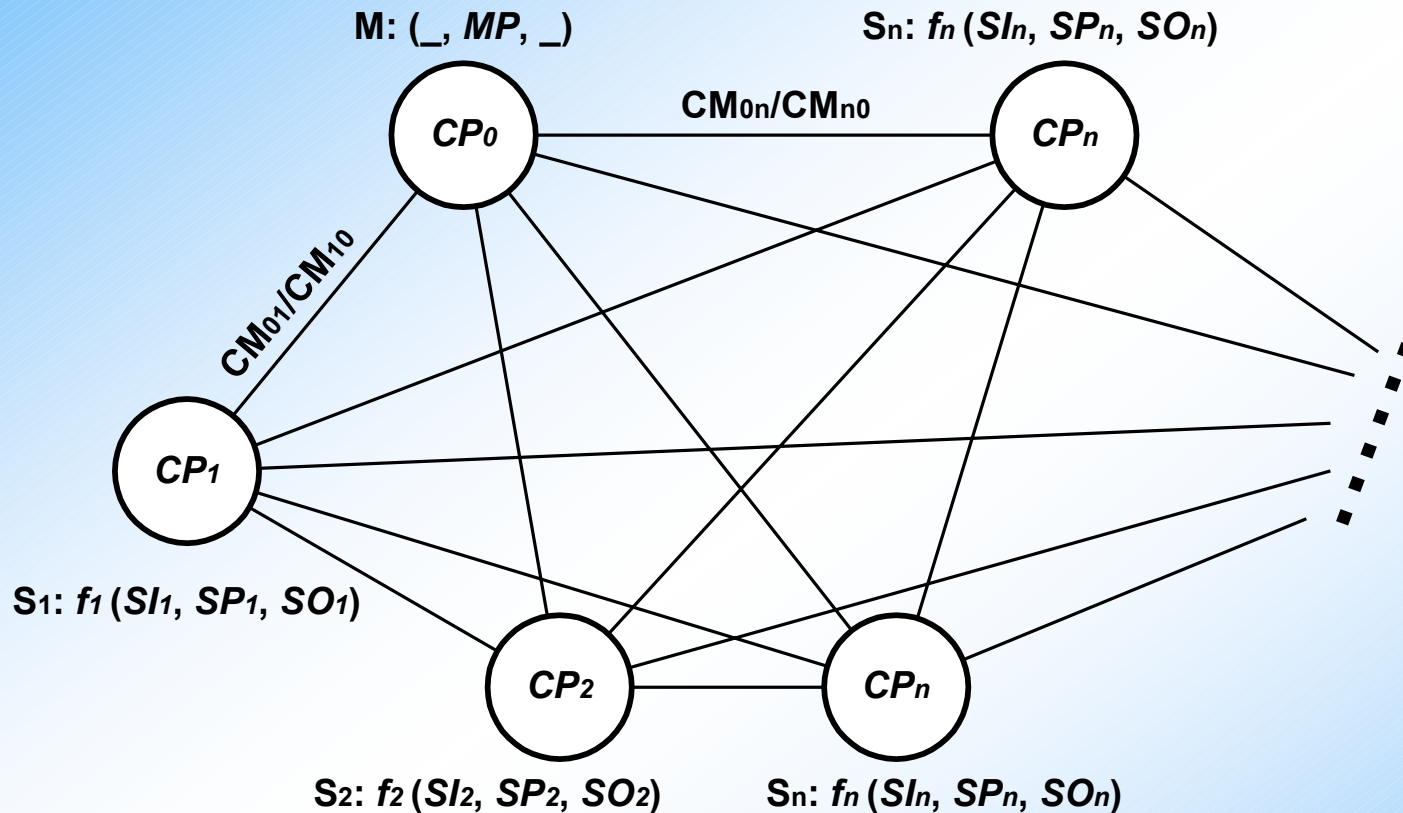 M: (_, MP, _)
Sn: fn (SIn, SPn, SOn)
CM0n/CMn0
CP0
CPn
CM01/CM10
CP1
S1: f1 (SI1, SP1, SO1)
CP2
CPn
S2: f2 (SI2, SP2, SO2)
Sn: fn (SIn, SPn, SOn)